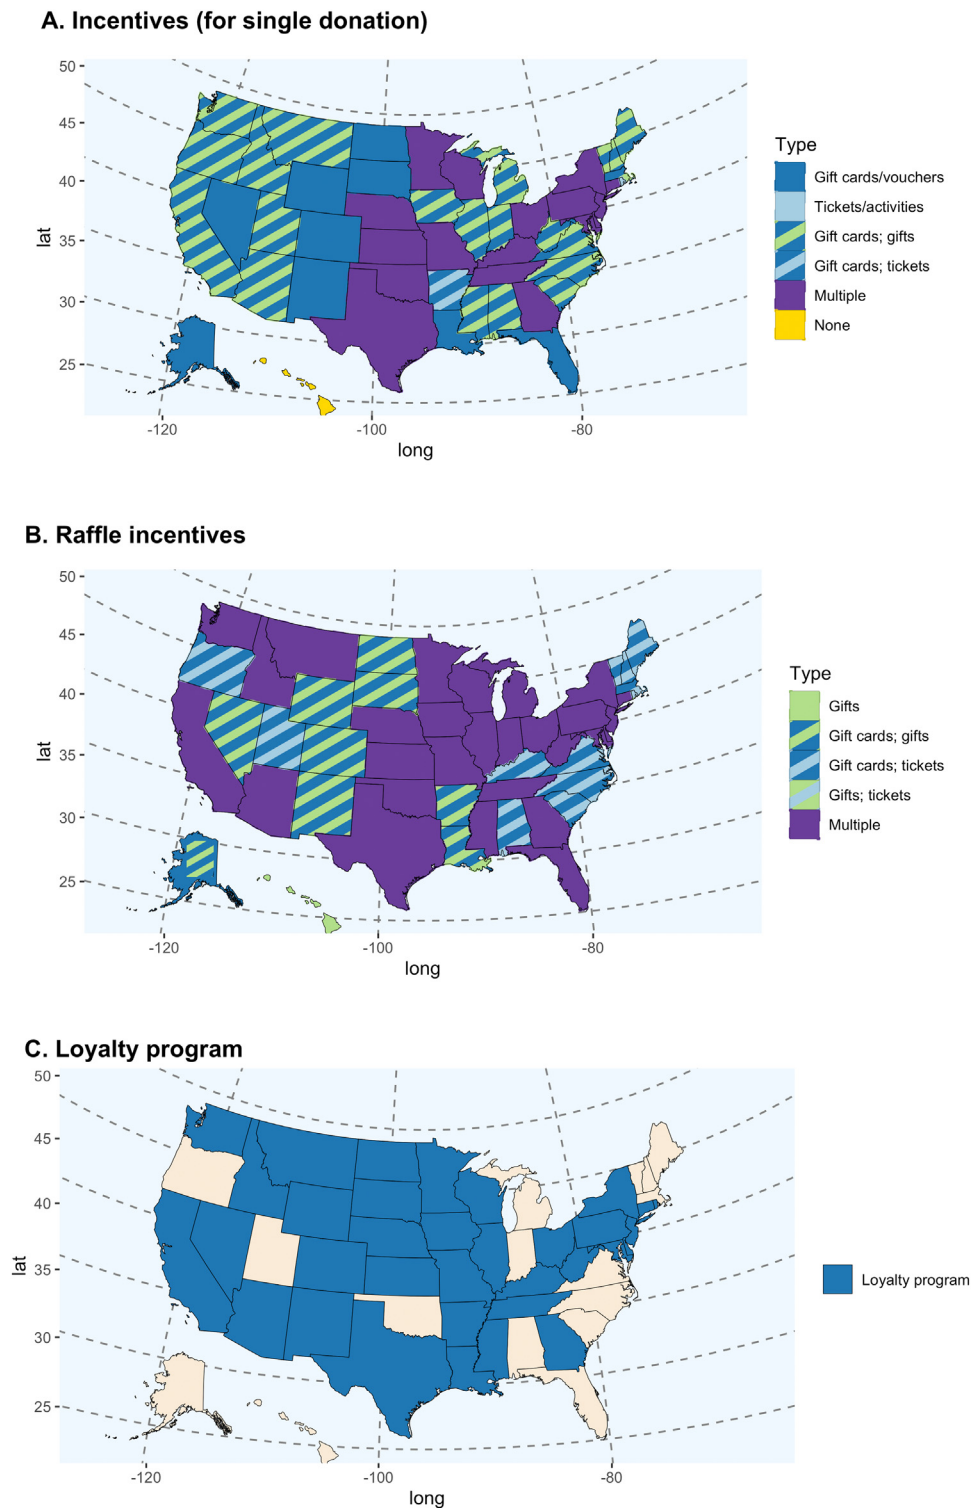 A. Incentives (for single donation)
50
45
40
35
30
25
lat
-120
-100
-80
long
Type
Gift cards/vouchers
Tickets/activities
Gift cards; gifts
Gift cards; tickets
Multiple
None
B. Raffle incentives
50
45
40
35
30
25
lat
-120
-100
-80
long
Type
Gifts
Gift cards; gifts
Gift cards; tickets
Gifts; tickets
Multiple
C. Loyalty program
50
45
40
35
30
25
lat
-120
-100
-80
long
Loyalty program